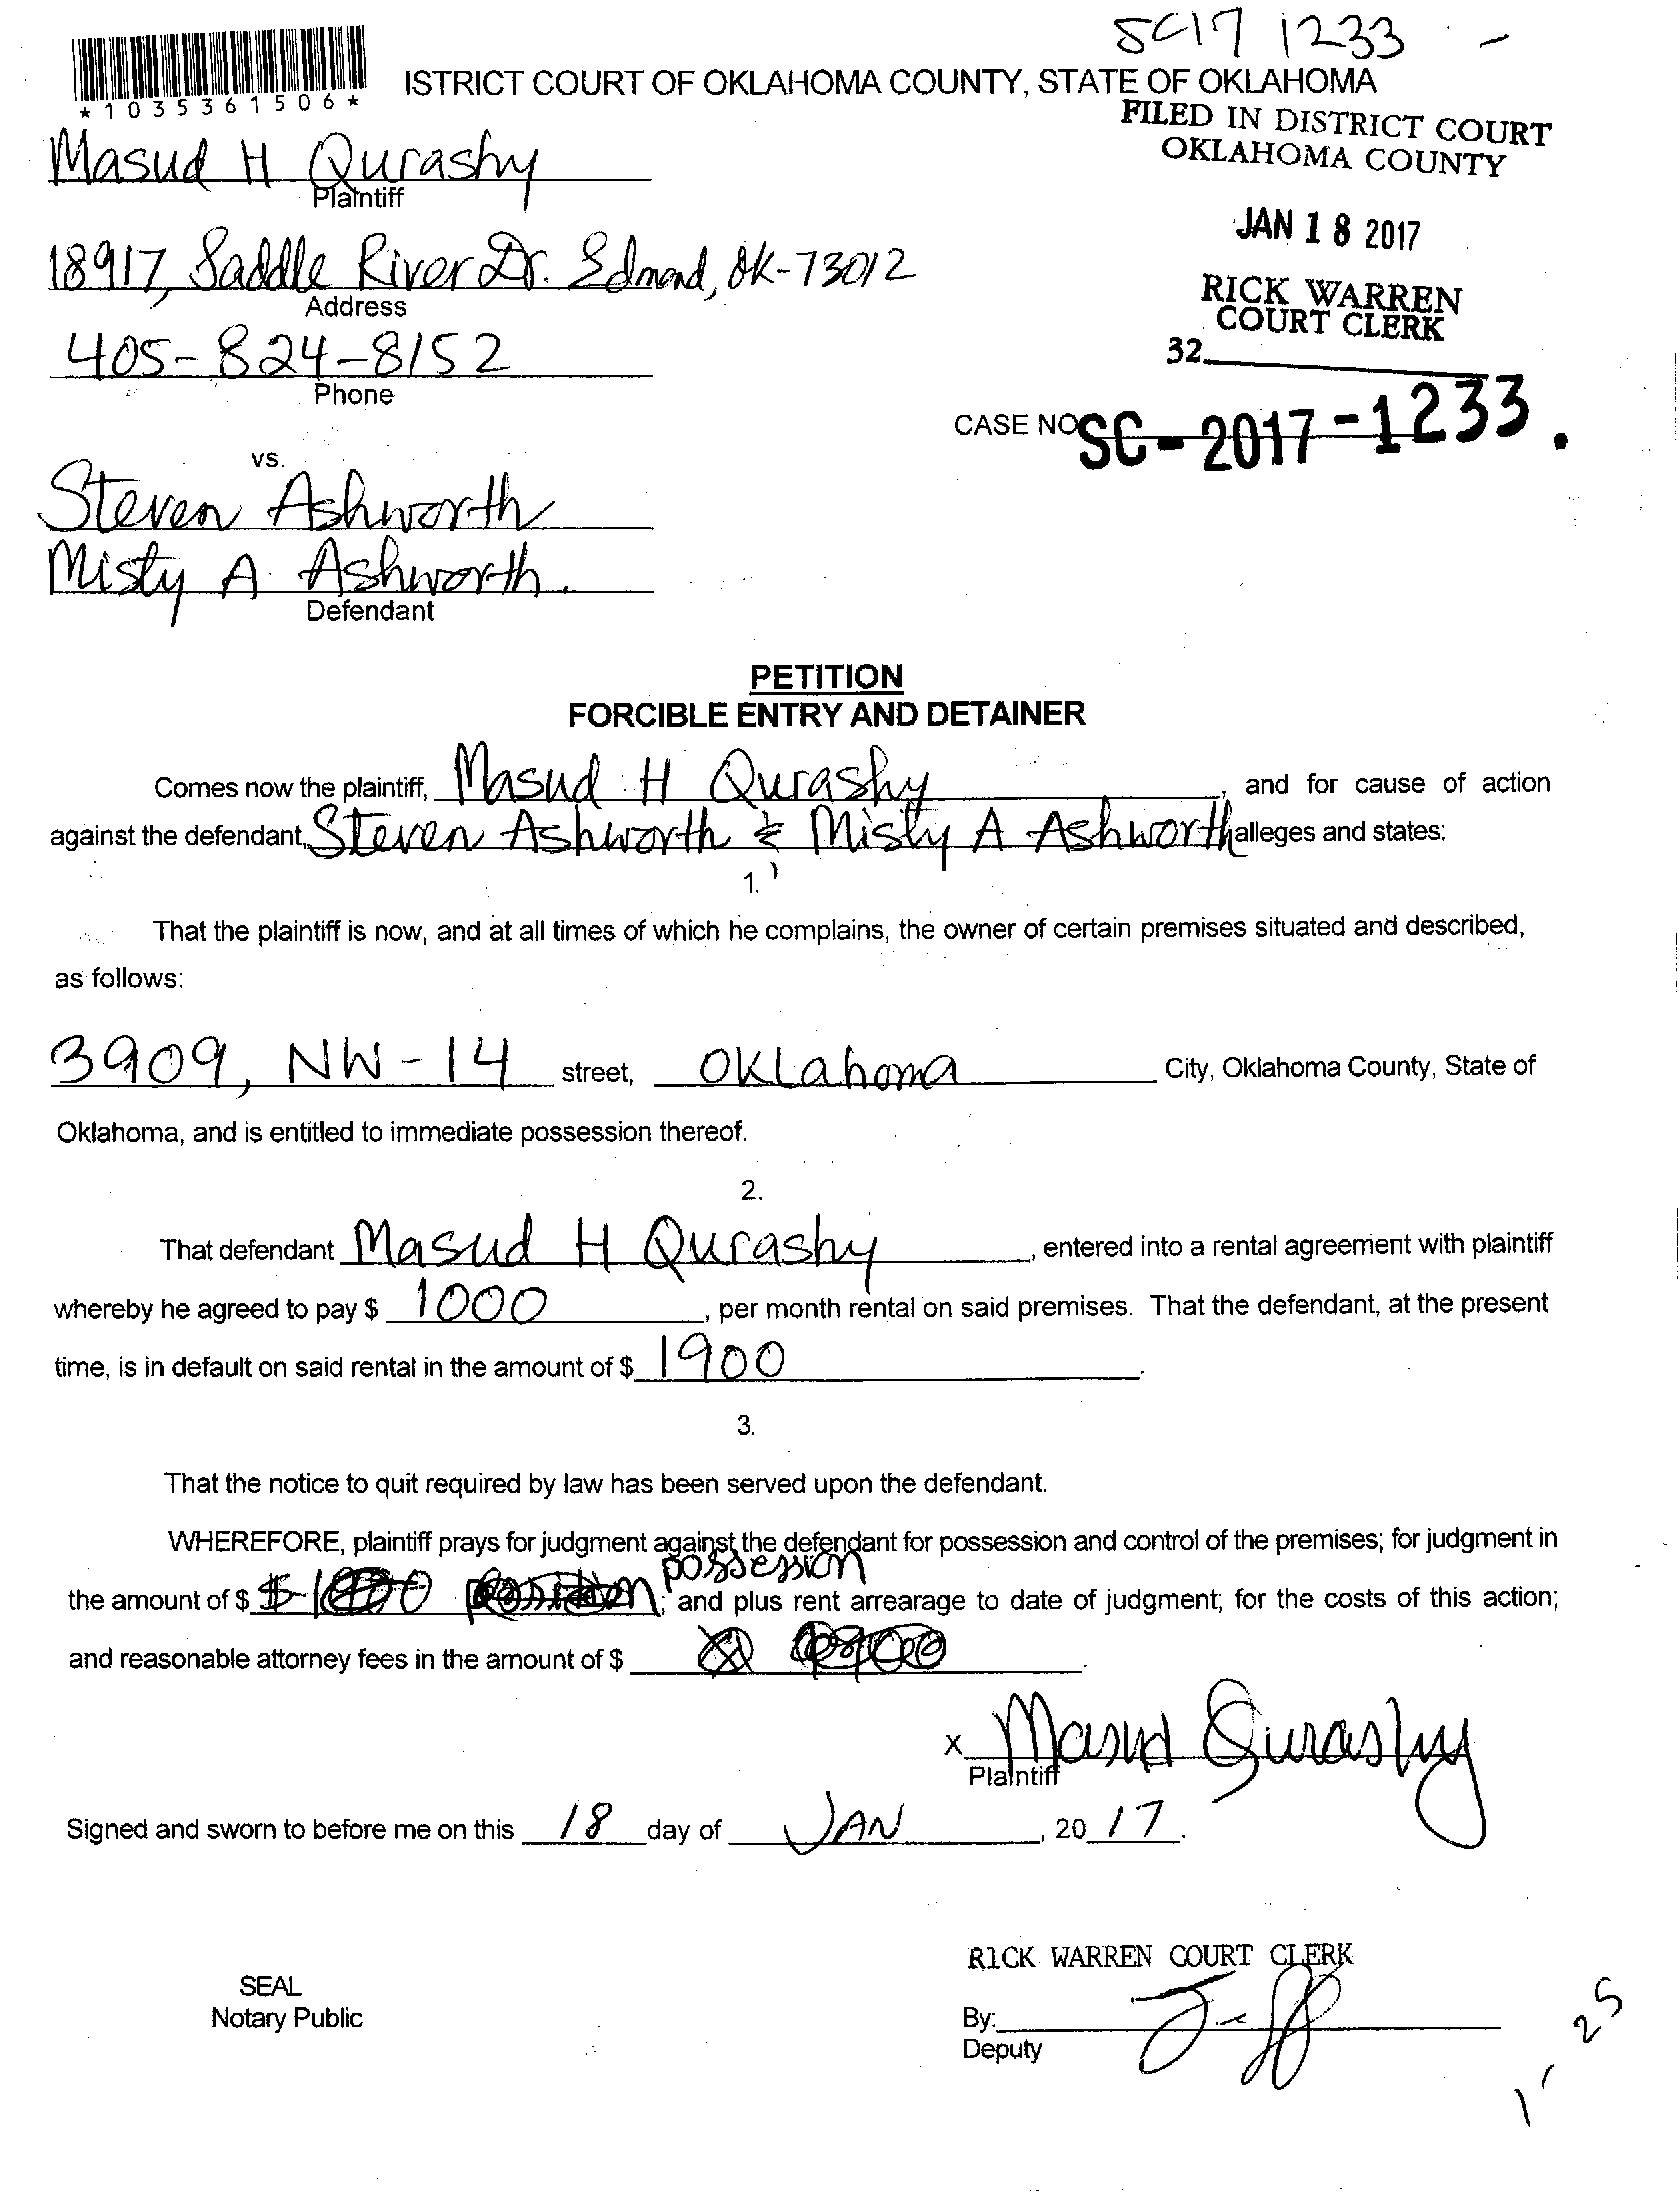 SC17 1233 -
*1035361506*
ISTRICT COURT OF OKLAHOMA COUNTY, STATE OF OKLAHOMA
FILED IN DISTRICT COURT
OKLAHOMA COUNTY
Masud H Qurashy
Plaintiff
JAN 18 2017
18917, Saddle River Dr. Edmond, OK-73012
Address
RICK WARREN
COURT CLERK
405-824-8152
Phone
32
CASE NO SC-2017-1233.
vs.
Steven Ashworth
Misty A Ashworth.
Defendant
PETITION
FORCIBLE ENTRY AND DETAINER
Comes now the plaintiff, Masud H Qurashy, and for cause of action
against the defendant, Steven Ashworth & Misty A Ashworth alleges and states:
1.
That the plaintiff is now, and at all times of which he complains, the owner of certain premises situated and described,
as follows:
3909, NW-14 street, Oklahoma City, Oklahoma County, State of
Oklahoma, and is entitled to immediate possession thereof.
2.
That defendant Masud H Qurashy, entered into a rental agreement with plaintiff
whereby he agreed to pay $ 1000, per month rental on said premises. That the defendant, at the present
time, is in default on said rental in the amount of $ 1900.
3.
That the notice to quit required by law has been served upon the defendant.
WHEREFORE, plaintiff prays for judgment against the defendant for possession and control of the premises; for judgment in
possession
the amount of $ ; and plus rent arrearage to date of judgment; for the costs of this action;
and reasonable attorney fees in the amount of $ .
x Masud Qurashy
Plaintiff
Signed and sworn to before me on this 18 day of JAN, 20 17.
RICK WARREN COURT CLERK
SEAL
Notary Public
By:
Deputy
1' 25